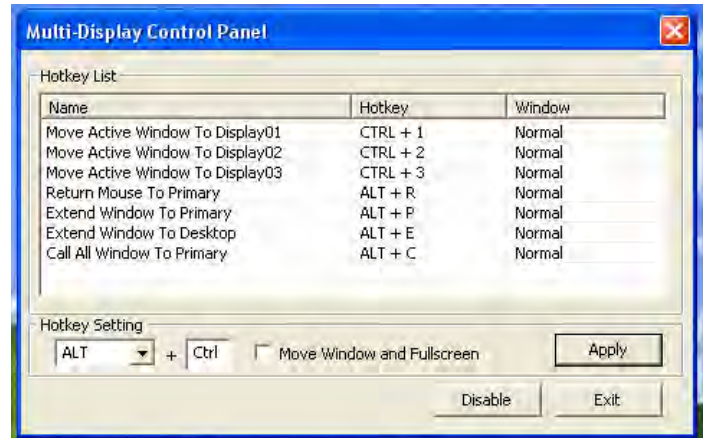 Multi-Display Control Panel
Hotkey List
Name Hotkey Window
Move Active Window To Display01 CTRL + 1 Normal
Move Active Window To Display02 CTRL + 2 Normal
Move Active Window To Display03 CTRL + 3 Normal
Return Mouse To Primary ALT + R Normal
Extend Window To Primary ALT + P Normal
Extend Window To Desktop ALT + E Normal
Call All Window To Primary ALT + C Normal
Hotkey Setting
ALT + Ctrl Move Window and Fullscreen Apply
Disable Exit